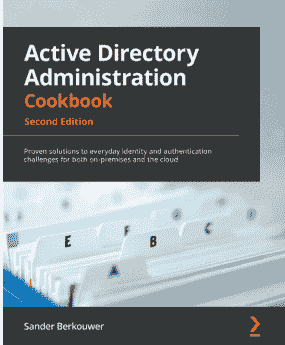 Active Directory
Administration
Cookbook
Second Edition
Proven solutions to everyday identity and authentication
challenges for both on-premises and the cloud
E
F
B
C
A
Sander Berkouwer